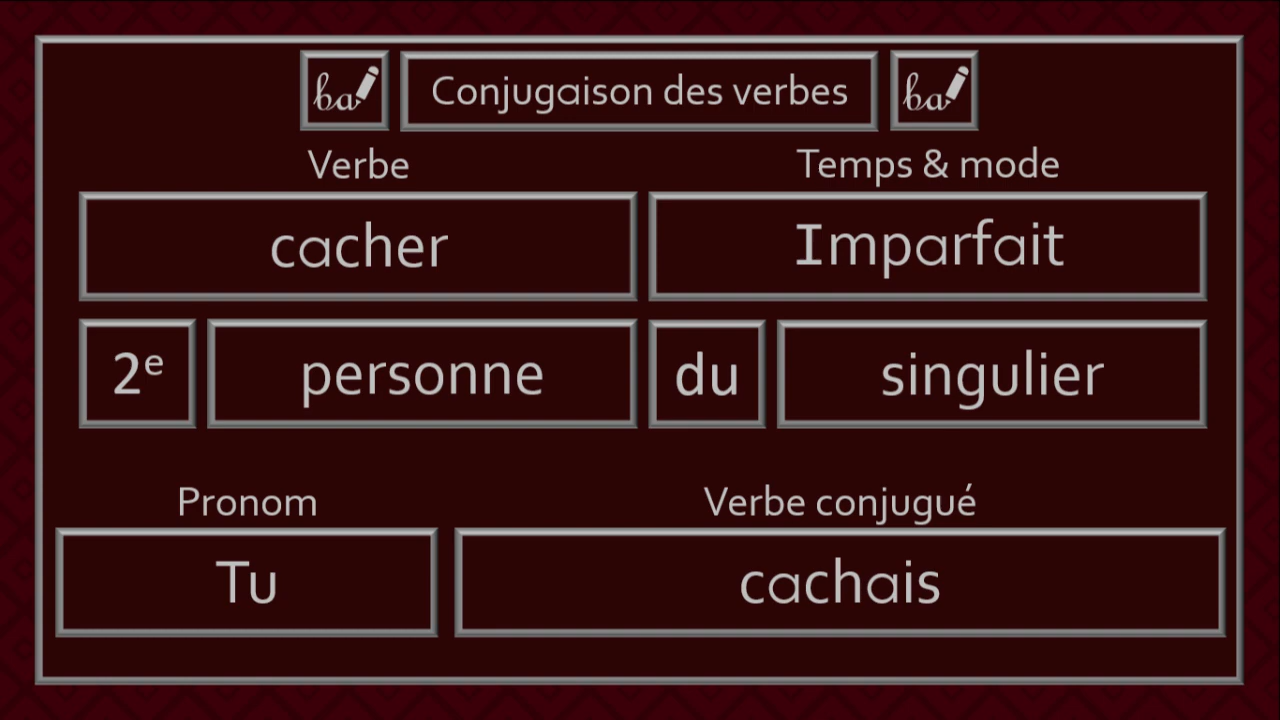 ba Conjugaison des verbes ba
Verbe Temps & mode
cacher Imparfait
2e personne du singulier
Pronom Verbe conjugué
Tu cachais